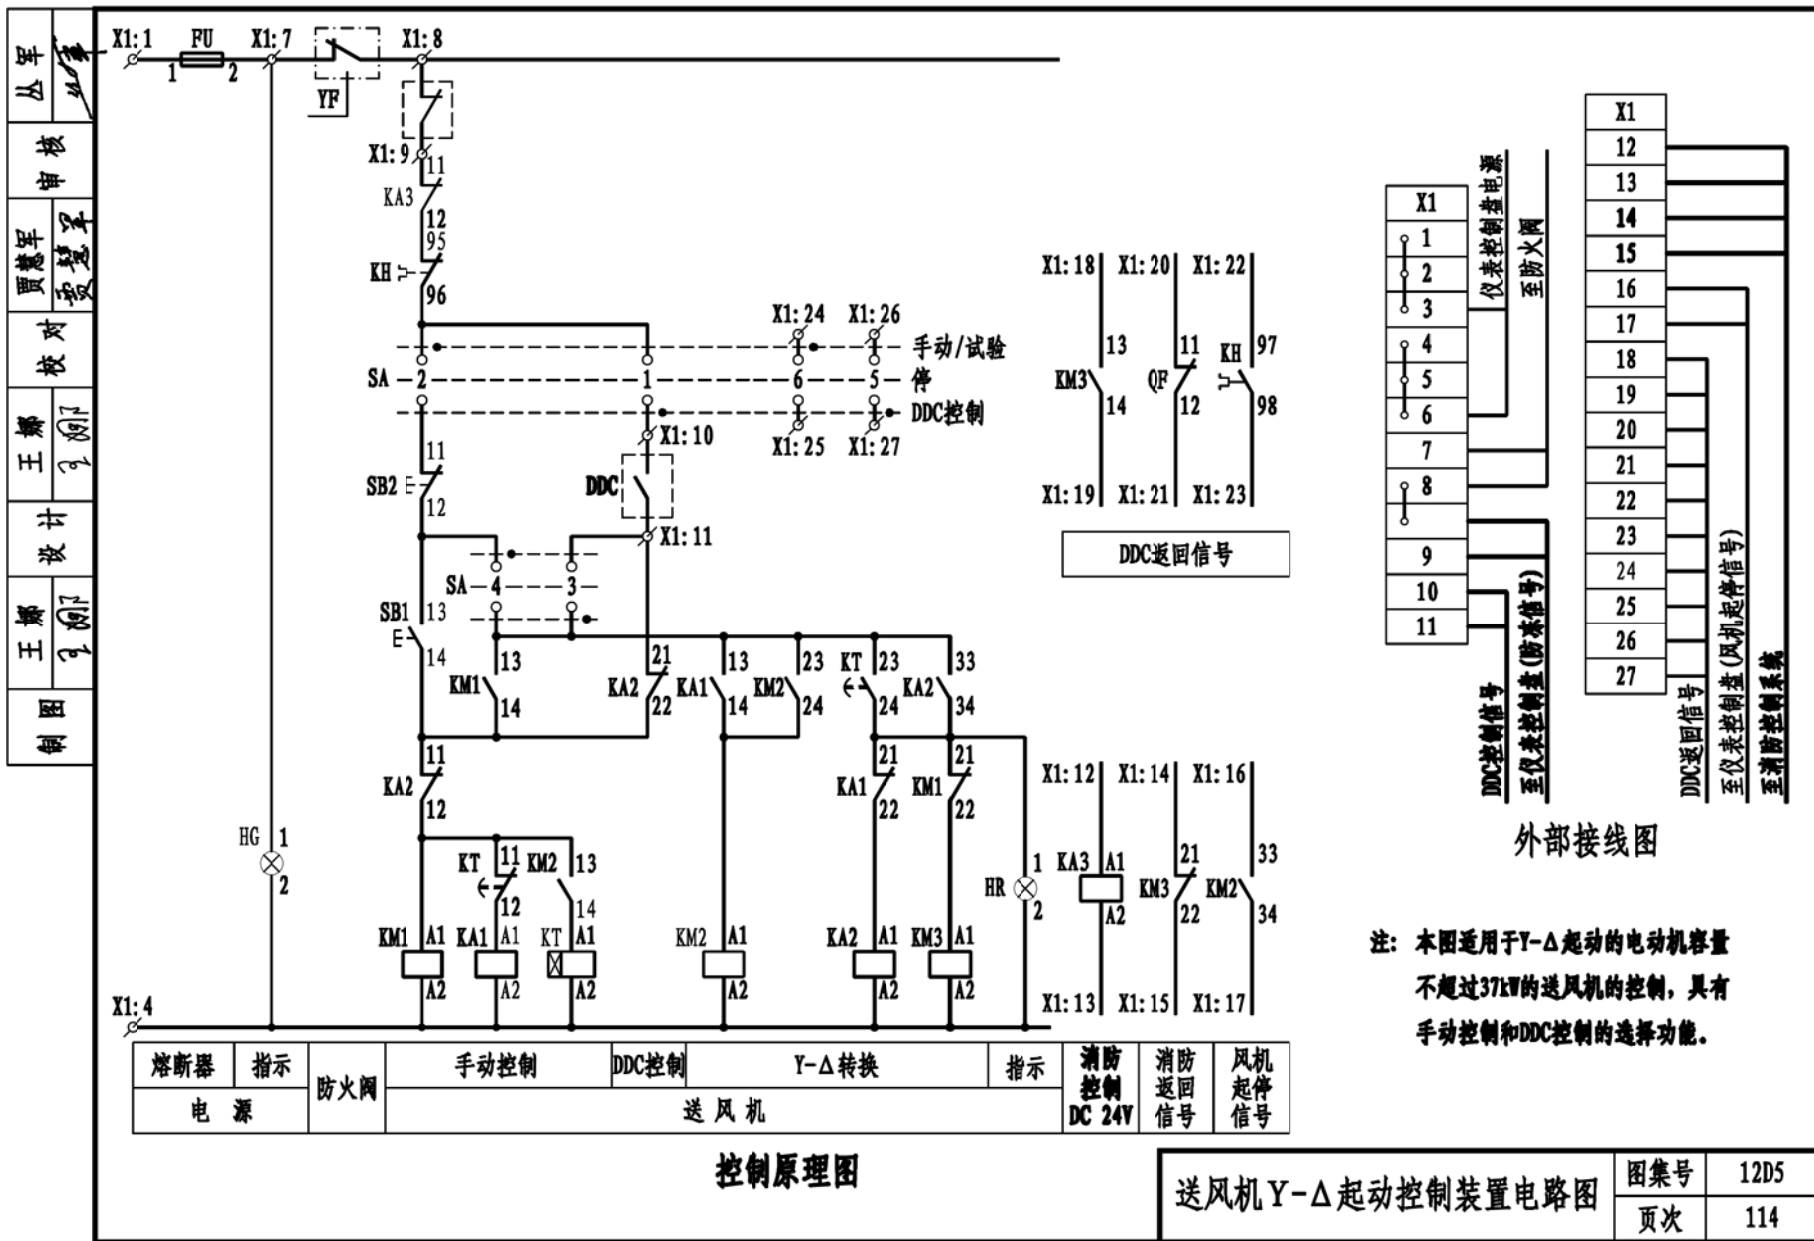 X1:1 FU X1:7 X1:8
1 2
YF
X1:9
11
KA3
12
95
KH
96
X1:24 X1:26
手动/试验
SA 2 1 6 5 停
DDC控制
X1:10 X1:25 X1:27
11
SB2
12
DDC
X1:11
SA 4 3
SB1 13
14
13
KM1
14
21
KA2
22
13
KA1
14
23
KM2
24
KT 23
24
33
KA2
34
11
KA2
12
21
KA1
22
21
KM1
22
HG 1
2
KT 11
12
KM2 13
14
HR 1
2
KM1 A1
A2
KA1 A1
A2
KT A1
A2
KM2 A1
A2
KA2 A1
A2
KM3 A1
A2
X1:4
X1:18 X1:20 X1:22
13
KM3
14
11
QF
12
KH 97
98
X1:19 X1:21 X1:23
DDC返回信号
X1:12 X1:14 X1:16
KA3 A1
A2
21
KM3
22
33
KM2
34
X1:13 X1:15 X1:17
熔断器 指示 防火阀 手动控制 DDC控制 Y-Δ转换 指示
电源 送风机
消防
控制
DC 24V
消防
返回
信号
风机
起停
信号
控制原理图
X1
1
2
3
4
5
6
7
8
9
10
11
仪表控制盘电源
至防火阀
DDC控制信号
至仪表控制盘(防冻信号)
X1
12
13
14
15
16
17
18
19
20
21
22
23
24
25
26
27
DDC返回信号
至仪表控制盘(风机起停信号)
至消防控制系统
外部接线图
注: 本图适用于Y-Δ起动的电动机容量
不超过37kW的送风机的控制，具有
手动控制和DDC控制的选择功能。
送风机Y-Δ起动控制装置电路图
图集号 12D5
页次 114
丛军
审核
贾慧军
贾慧军
校对
王娜
王娜
设计
王娜
王娜
制图